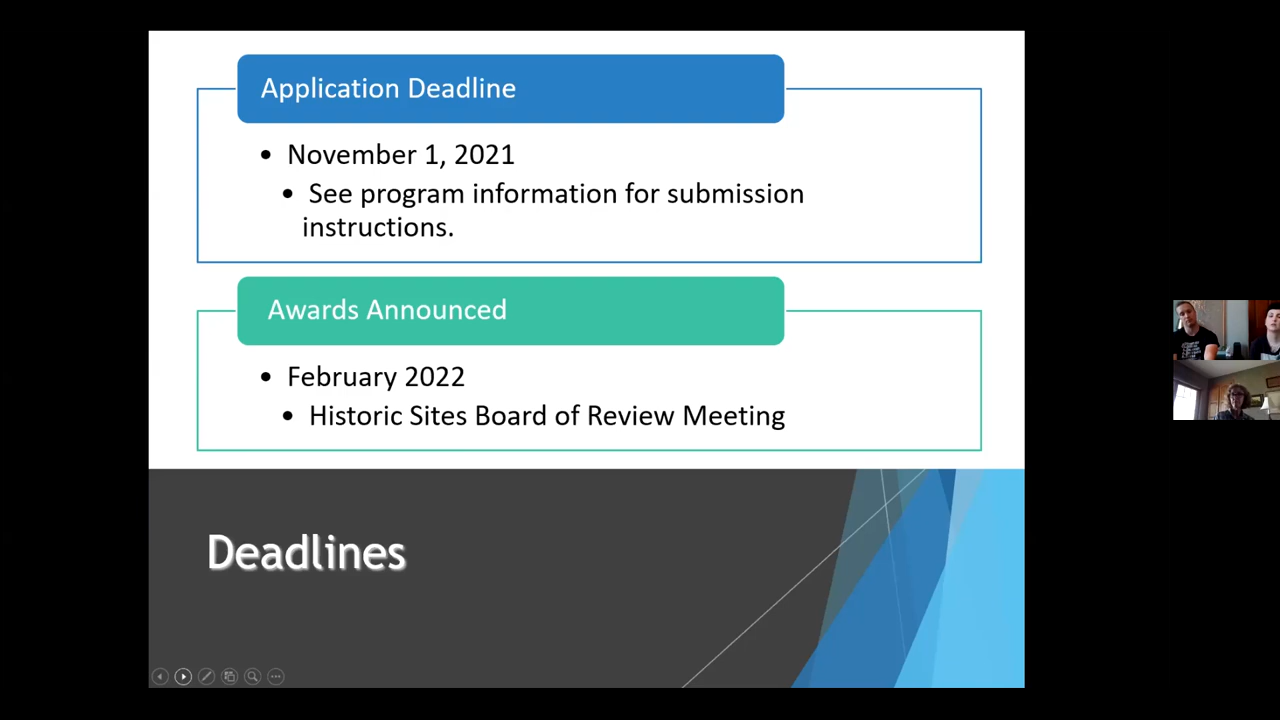 Application Deadline
• November 1, 2021
• See program information for submission
instructions.
Awards Announced
• February 2022
• Historic Sites Board of Review Meeting
Deadlines